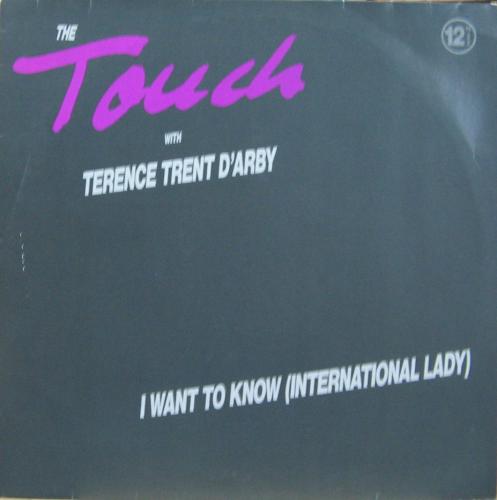 THE
Touch
WITH
TERENCE TRENT D'ARBY
I WANT TO KNOW (INTERNATIONAL LADY)
12"